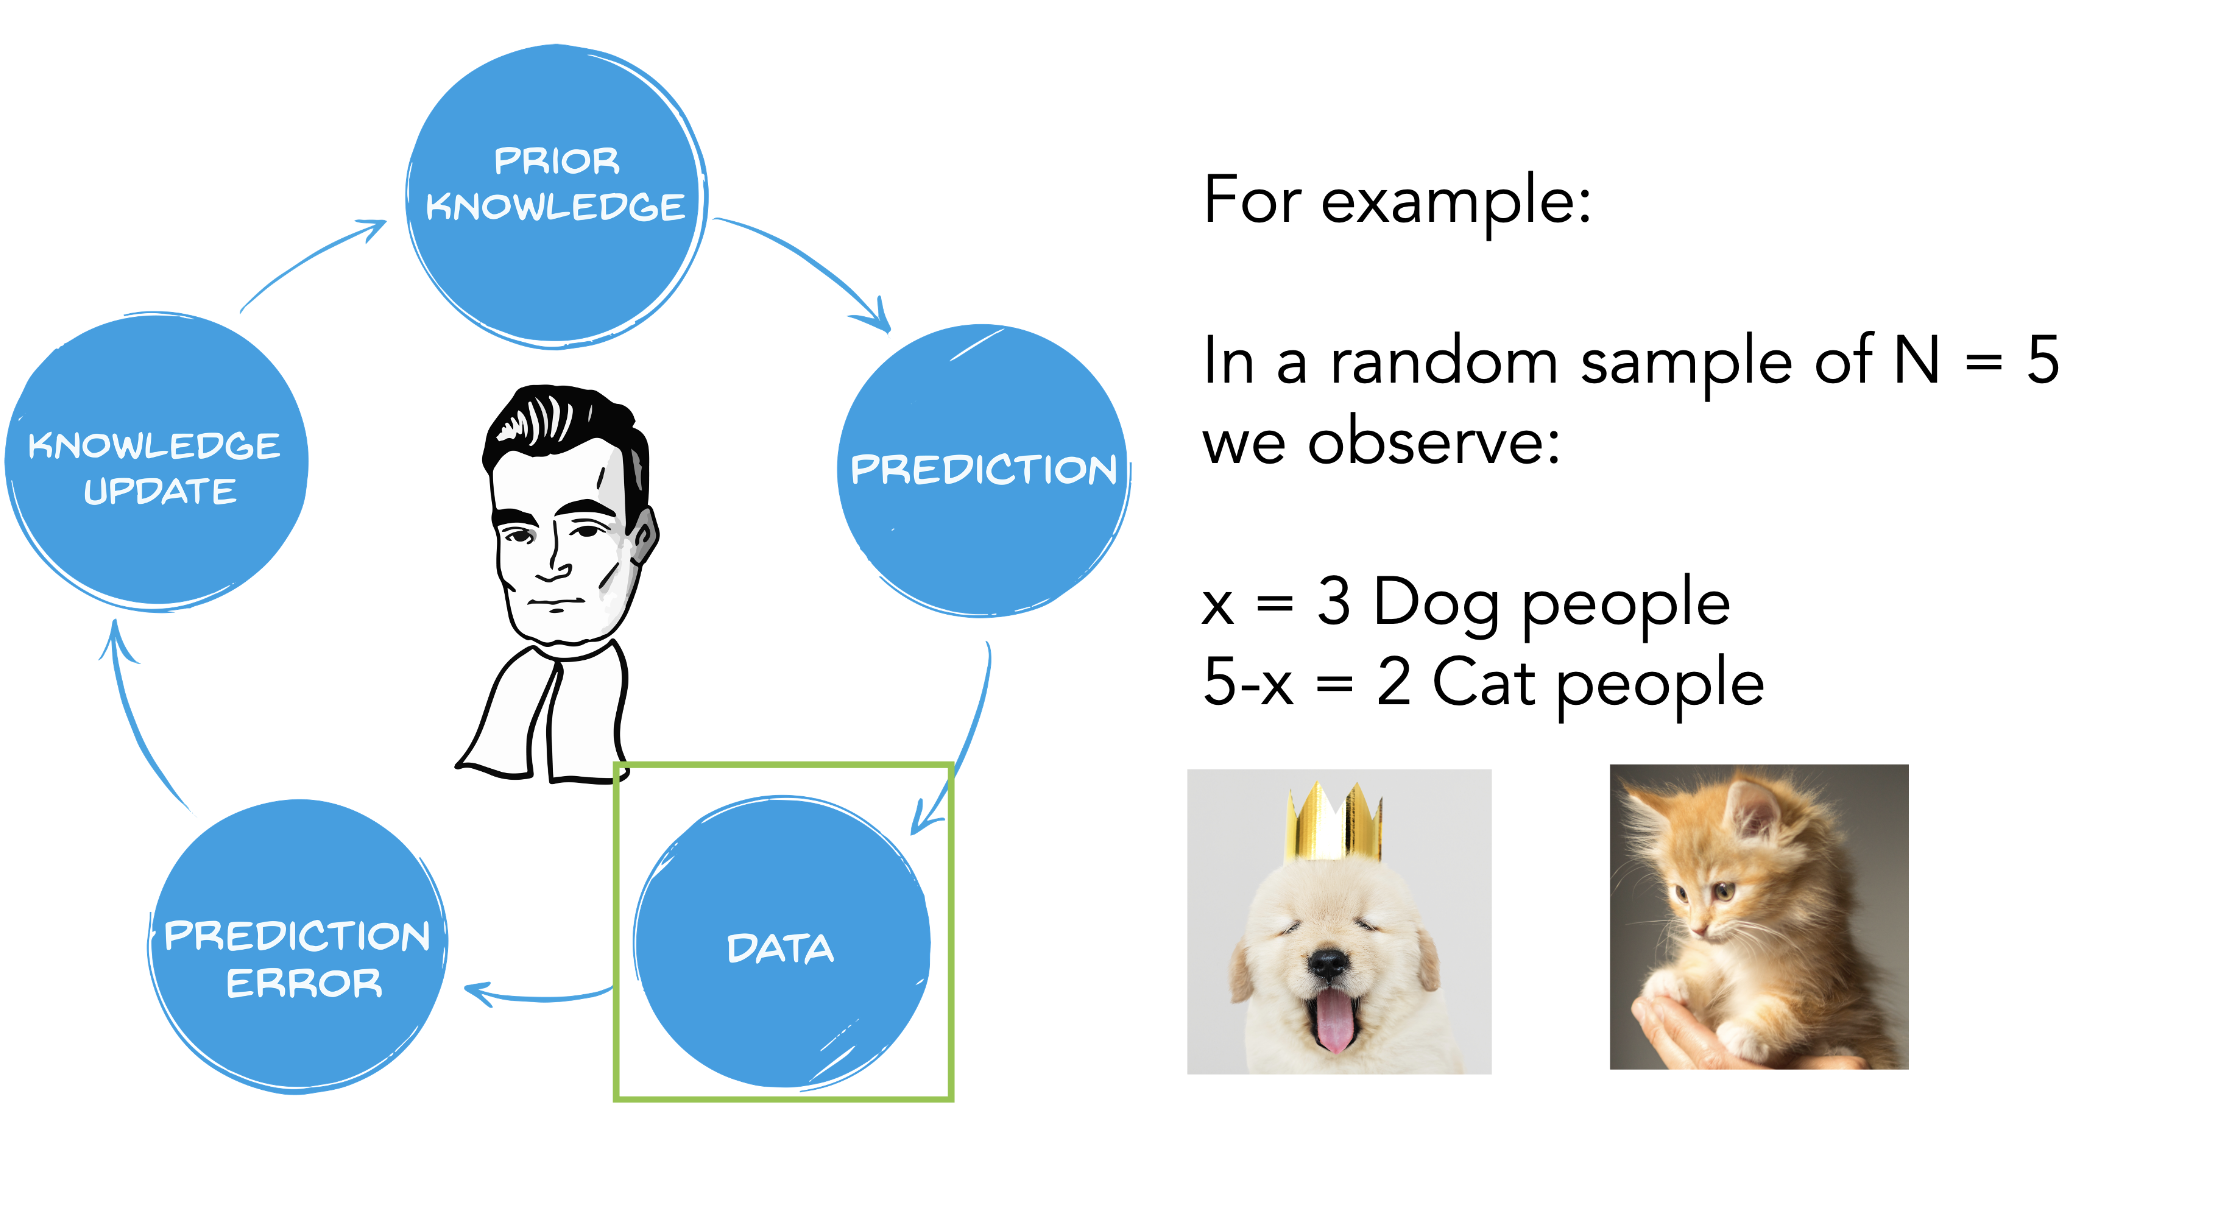 PRIOR
KNOWLEDGE
PREDICTION
DATA
PREDICTION
ERROR
KNOWLEDGE
UPDATE
For example:
In a random sample of N = 5
we observe:
x = 3 Dog people
5-x = 2 Cat people